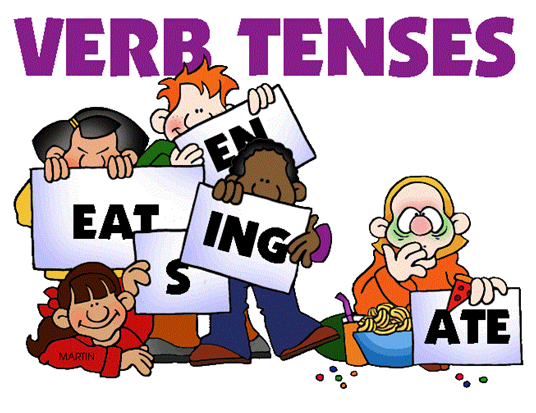 VERB TENSES
EN
EAT
ING
S
ATE
MARTIN